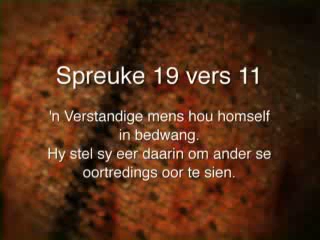 Spreuke 19 vers 11
'n Verstandige mens hou homself
in bedwang.
Hy stel sy eer daarin om ander se
oortredings oor te sien.